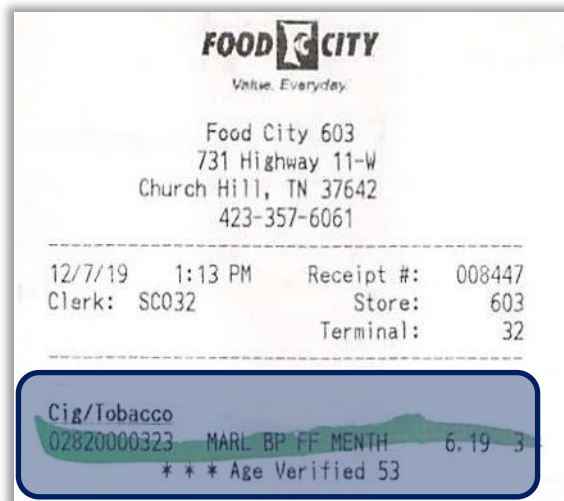 FOOD CITY
Value. Everyday.
Food City 603
731 Highway 11-W
Church Hill, TN 37642
423-357-6061
12/7/19 1:13 PM Receipt #: 008447
Clerk: SC032 Store: 603
Terminal: 32
Cig/Tobacco
02820000323 MARL BP FF MENTH 6.19 3
* * * Age Verified 53